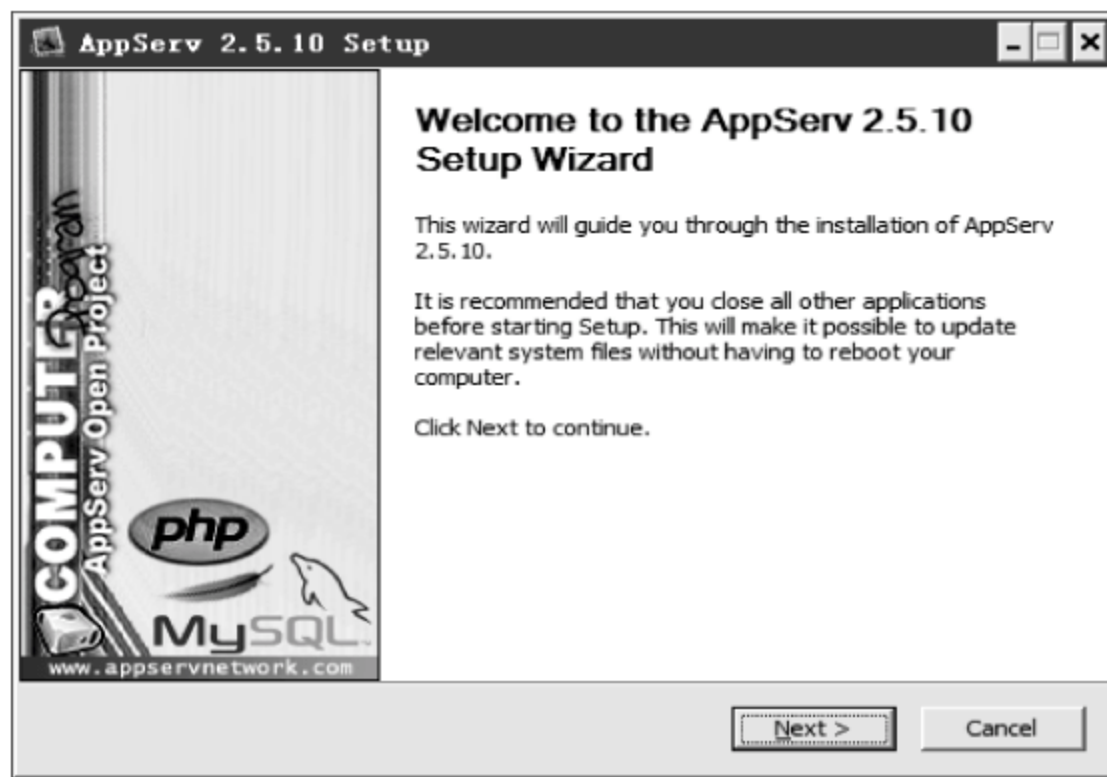 AppServ 2.5.10 Setup
Welcome to the AppServ 2.5.10
Setup Wizard
This wizard will guide you through the installation of AppServ
2.5.10.
It is recommended that you close all other applications
before starting Setup. This will make it possible to update
relevant system files without having to reboot your
computer.
Click Next to continue.
COMPUTER
Program
AppServ Open Project
php
MySQL
www.appservnetwork.com
Next >
Cancel